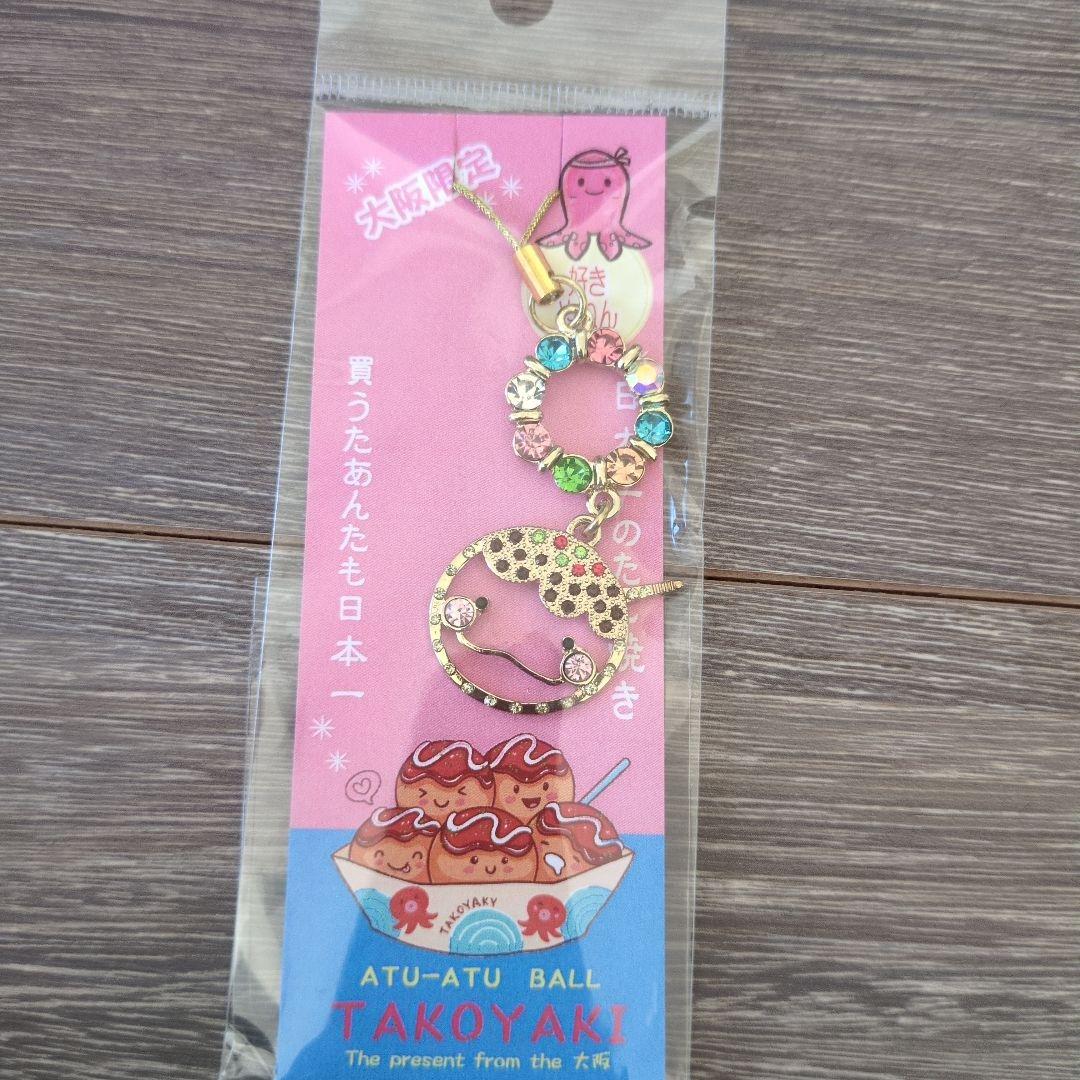 大阪限定
好き
日本一のたこ焼き
買うたあんたも日本一
TAKOYAKY
ATU-ATU BALL
TAKOYAKI
The present from the 大阪